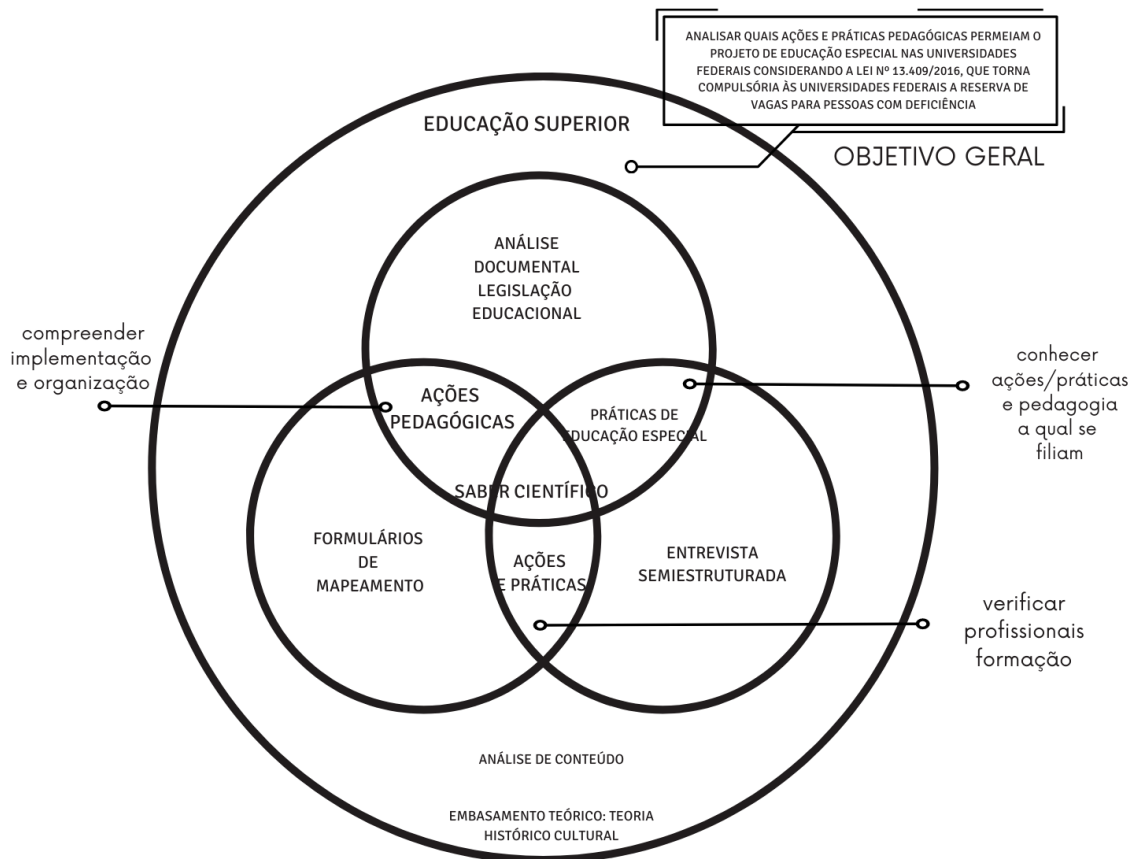 ANALISAR QUAIS AÇÕES E PRÁTICAS PEDAGÓGICAS PERMEIAM O
PROJETO DE EDUCAÇÃO ESPECIAL NAS UNIVERSIDADES
FEDERAIS CONSIDERANDO A LEI Nº 13.409/2016, QUE TORNA
COMPULSÓRIA ÀS UNIVERSIDADES FEDERAIS A RESERVA DE
VAGAS PARA PESSOAS COM DEFICIÊNCIA
OBJETIVO GERAL
EDUCAÇÃO SUPERIOR
ANÁLISE
DOCUMENTAL
LEGISLAÇÃO
EDUCACIONAL
compreender
implementação
e organização
AÇÕES
PEDAGÓGICAS
PRÁTICAS DE
EDUCAÇÃO ESPECIAL
conhecer
ações/práticas
e pedagogia
a qual se
filiam
SABER CIENTÍFICO
FORMULÁRIOS
DE
MAPEAMENTO
AÇÕES
E PRÁTICAS
ENTREVISTA
SEMIESTRUTURADA
verificar
profissionais
formação
ANÁLISE DE CONTEÚDO
EMBASAMENTO TEÓRICO: TEORIA
HISTÓRICO CULTURAL